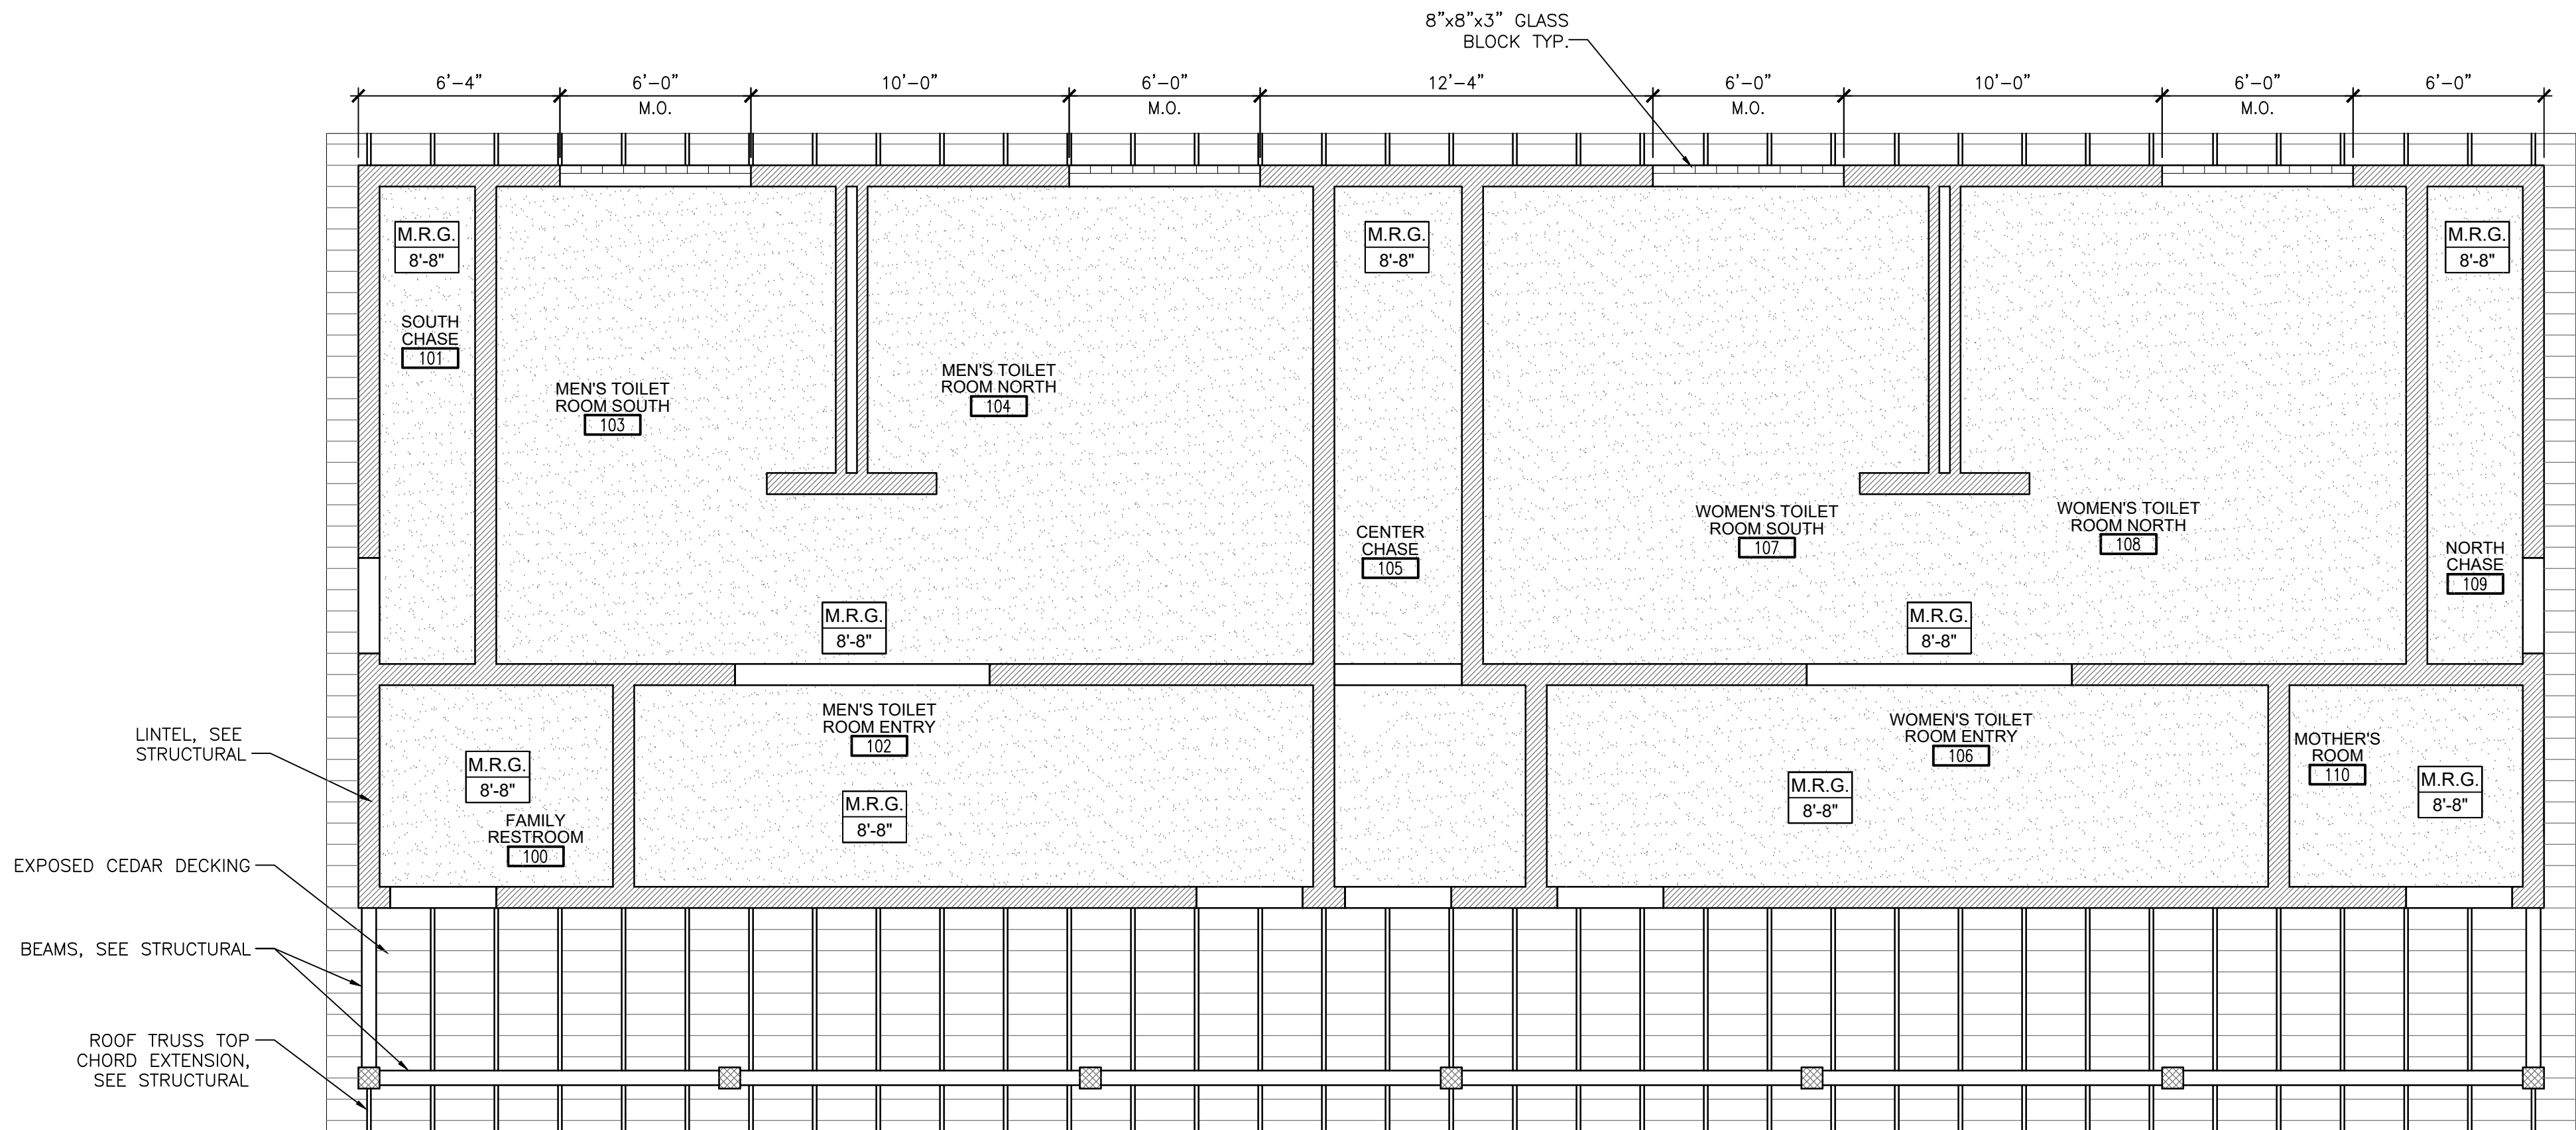 8"x8"x3" GLASS
BLOCK TYP.
6'-4"
6'-0"
M.O.
10'-0"
6'-0"
M.O.
12'-4"
6'-0"
M.O.
10'-0"
6'-0"
M.O.
6'-0"
M.R.G.
8'-8"
M.R.G.
8'-8"
M.R.G.
8'-8"
SOUTH
CHASE
101
MEN'S TOILET
ROOM SOUTH
103
MEN'S TOILET
ROOM NORTH
104
CENTER
CHASE
105
WOMEN'S TOILET
ROOM SOUTH
107
WOMEN'S TOILET
ROOM NORTH
108
NORTH
CHASE
109
M.R.G.
8'-8"
M.R.G.
8'-8"
LINTEL, SEE
STRUCTURAL
M.R.G.
8'-8"
FAMILY
RESTROOM
100
MEN'S TOILET
ROOM ENTRY
102
M.R.G.
8'-8"
WOMEN'S TOILET
ROOM ENTRY
106
M.R.G.
8'-8"
MOTHER'S
ROOM
110
M.R.G.
8'-8"
EXPOSED CEDAR DECKING
BEAMS, SEE STRUCTURAL
ROOF TRUSS TOP
CHORD EXTENSION,
SEE STRUCTURAL